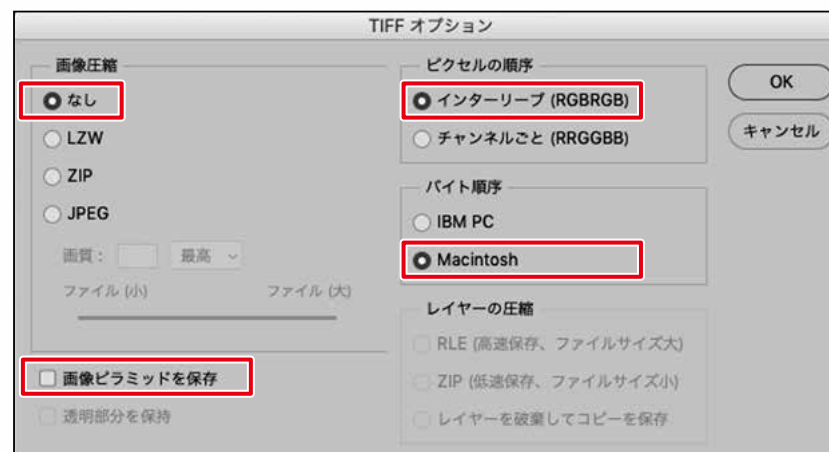 TIFF オプション
画像圧縮
なし
LZW
ZIP
JPEG
画質：
最高
ファイル (小)
ファイル (大)
画像ピラミッドを保存
透明部分を保持
ピクセルの順序
インターリーブ (RGBRGB)
チャンネルごと (RRGGBB)
バイト順序
IBM PC
Macintosh
レイヤーの圧縮
RLE (高速保存、ファイルサイズ大)
ZIP (低速保存、ファイルサイズ小)
レイヤーを破棄してコピーを保存
OK
キャンセル